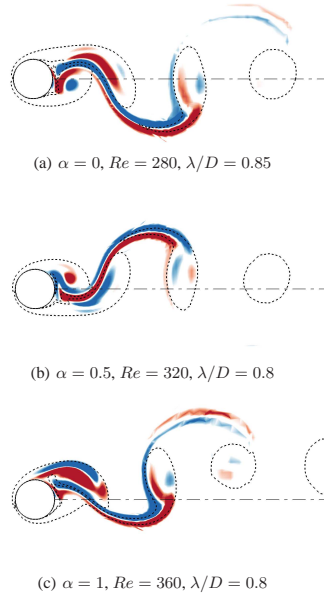 (a) α = 0, Re = 280, λ/D = 0.85
(b) α = 0.5, Re = 320, λ/D = 0.8
(c) α = 1, Re = 360, λ/D = 0.8